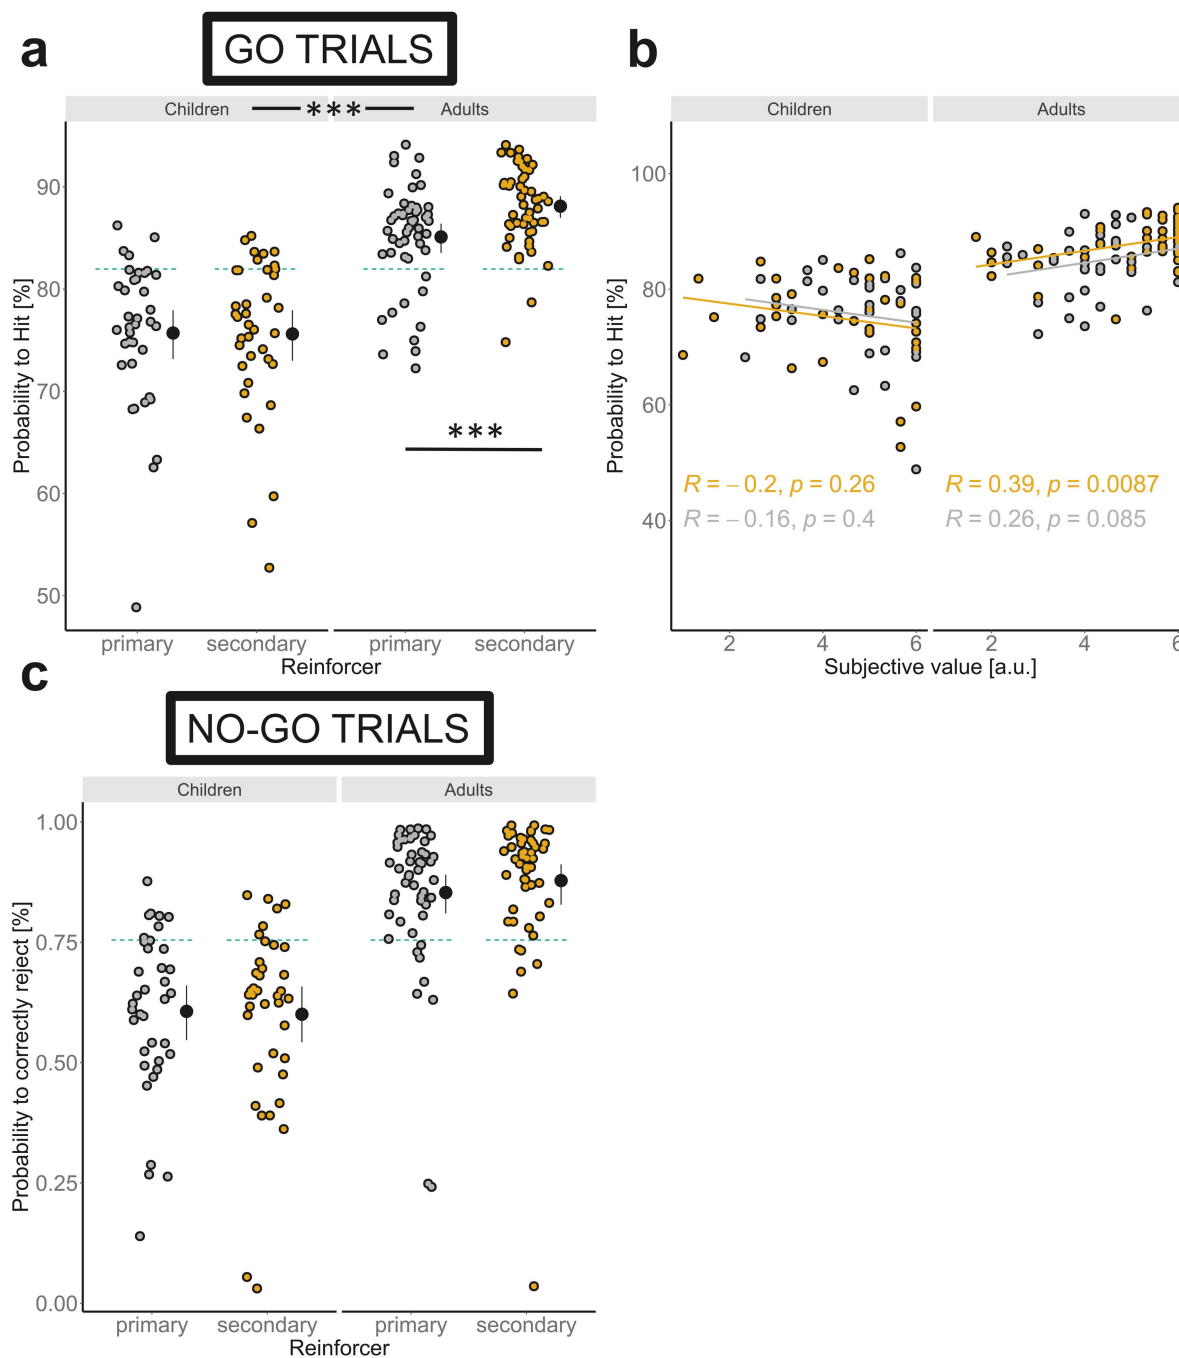 a
GO TRIALS
Children
***
Adults
Probability to Hit [%]
90
80
70
60
50
***
primary
secondary
primary
secondary
Reinforcer
b
Children
Adults
Probability to Hit [%]
100
80
60
40
R = – 0.2, p = 0.26
R = – 0.16, p = 0.4
R = 0.39, p = 0.0087
R = 0.26, p = 0.085
2
4
6
2
4
6
Subjective value [a.u.]
c
NO-GO TRIALS
Children
Adults
Probability to correctly reject [%]
1.00
0.75
0.50
0.25
0.00
primary
secondary
primary
secondary
Reinforcer